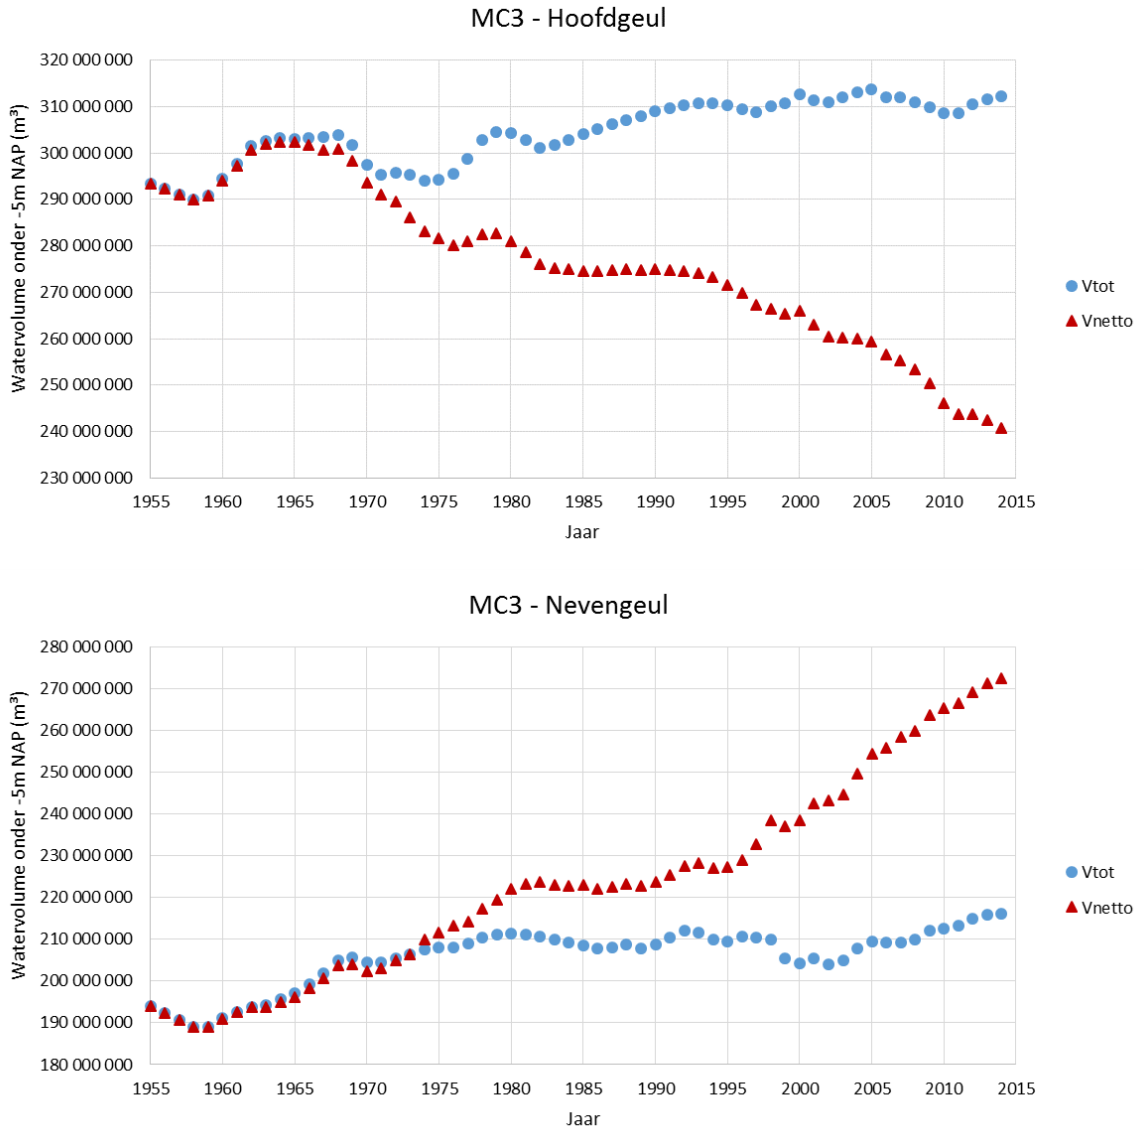 MC3 - Hoofdgeul
Watervolume onder -5m NAP (m³)
320 000 000
310 000 000
300 000 000
290 000 000
280 000 000
270 000 000
260 000 000
250 000 000
240 000 000
230 000 000
1955 1960 1965 1970 1975 1980 1985 1990 1995 2000 2005 2010 2015
Jaar
Vtot
Vnetto
MC3 - Nevengeul
Watervolume onder -5m NAP (m³)
280 000 000
270 000 000
260 000 000
250 000 000
240 000 000
230 000 000
220 000 000
210 000 000
200 000 000
190 000 000
180 000 000
1955 1960 1965 1970 1975 1980 1985 1990 1995 2000 2005 2010 2015
Jaar
Vtot
Vnetto